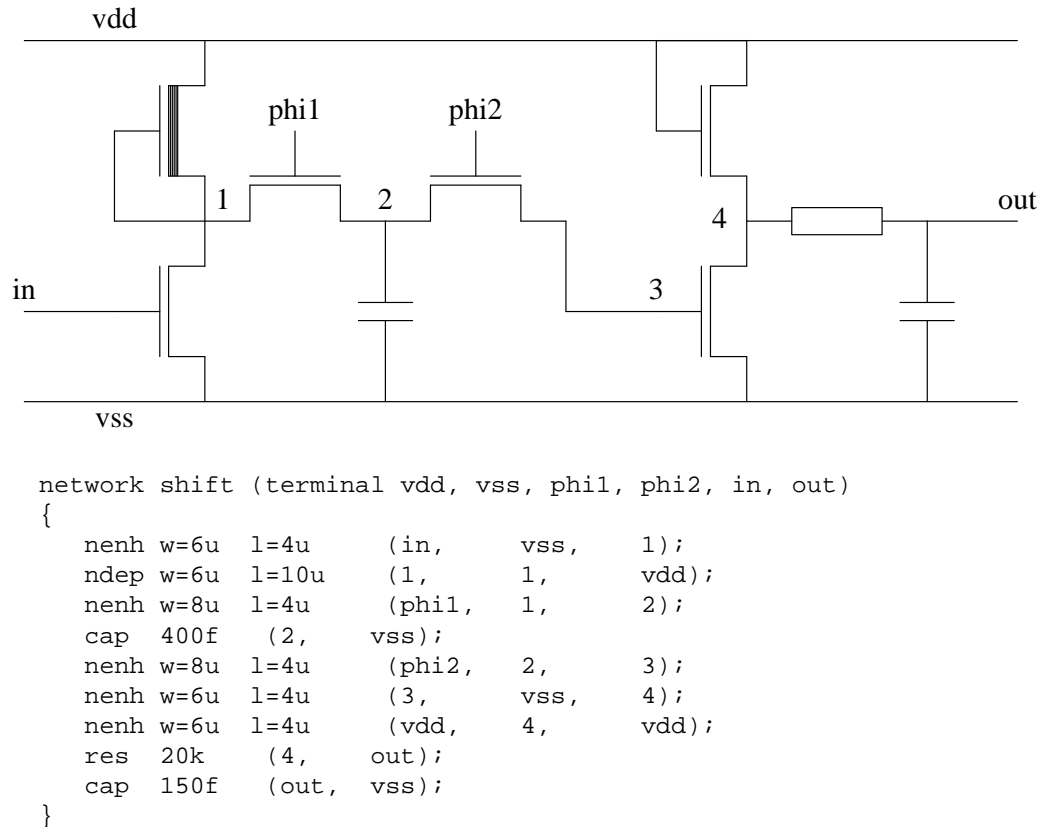 vdd
phi1 phi2
1 2 4 out
in 3
vss
network shift (terminal vdd, vss, phi1, phi2, in, out)
{
nenh w=6u l=4u (in, vss, 1);
ndep w=6u l=10u (1, 1, vdd);
nenh w=8u l=4u (phi1, 1, 2);
cap 400f (2, vss);
nenh w=8u l=4u (phi2, 2, 3);
nenh w=6u l=4u (3, vss, 4);
nenh w=6u l=4u (vdd, 4, vdd);
res 20k (4, out);
cap 150f (out, vss);
}